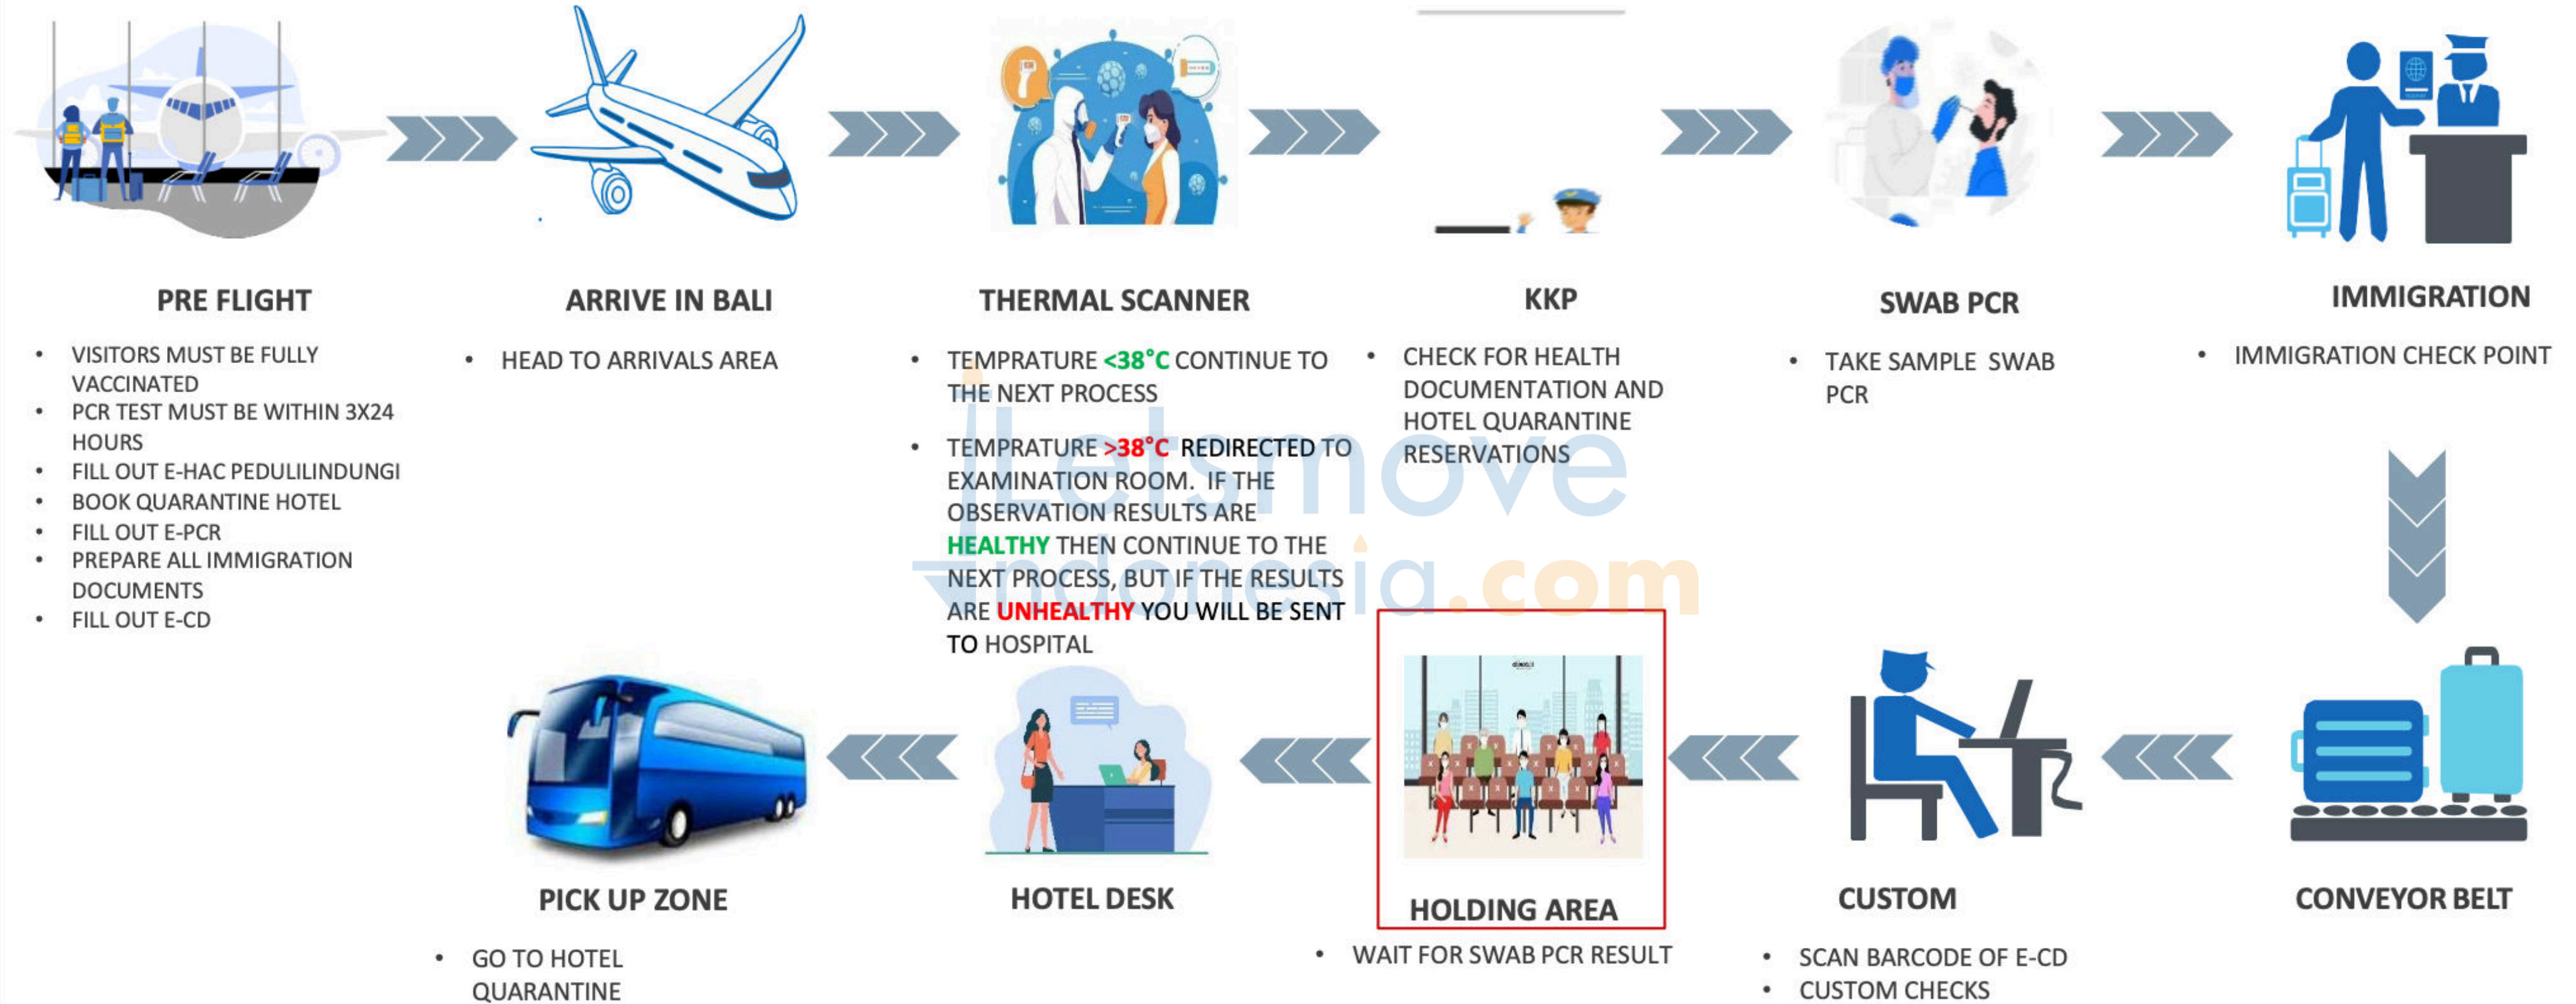 PRE FLIGHT
• VISITORS MUST BE FULLY
VACCINATED
• PCR TEST MUST BE WITHIN 3X24
HOURS
• FILL OUT E-HAC PEDULILINDUNGI
• BOOK QUARANTINE HOTEL
• FILL OUT E-PCR
• PREPARE ALL IMMIGRATION
DOCUMENTS
• FILL OUT E-CD
ARRIVE IN BALI
• HEAD TO ARRIVALS AREA
THERMAL SCANNER
• TEMPRATURE <38°C CONTINUE TO
THE NEXT PROCESS
• TEMPRATURE >38°C REDIRECTED TO
EXAMINATION ROOM. IF THE
OBSERVATION RESULTS ARE
HEALTHY THEN CONTINUE TO THE
NEXT PROCESS, BUT IF THE RESULTS
ARE UNHEALTHY YOU WILL BE SENT
TO HOSPITAL
KKP
• CHECK FOR HEALTH
DOCUMENTATION AND
HOTEL QUARANTINE
RESERVATIONS
SWAB PCR
• TAKE SAMPLE SWAB
PCR
IMMIGRATION
• IMMIGRATION CHECK POINT
Letsmove
Indonesia.com
CONVEYOR BELT
CUSTOM
• SCAN BARCODE OF E-CD
• CUSTOM CHECKS
HOLDING AREA
• WAIT FOR SWAB PCR RESULT
HOTEL DESK
PICK UP ZONE
• GO TO HOTEL
QUARANTINE